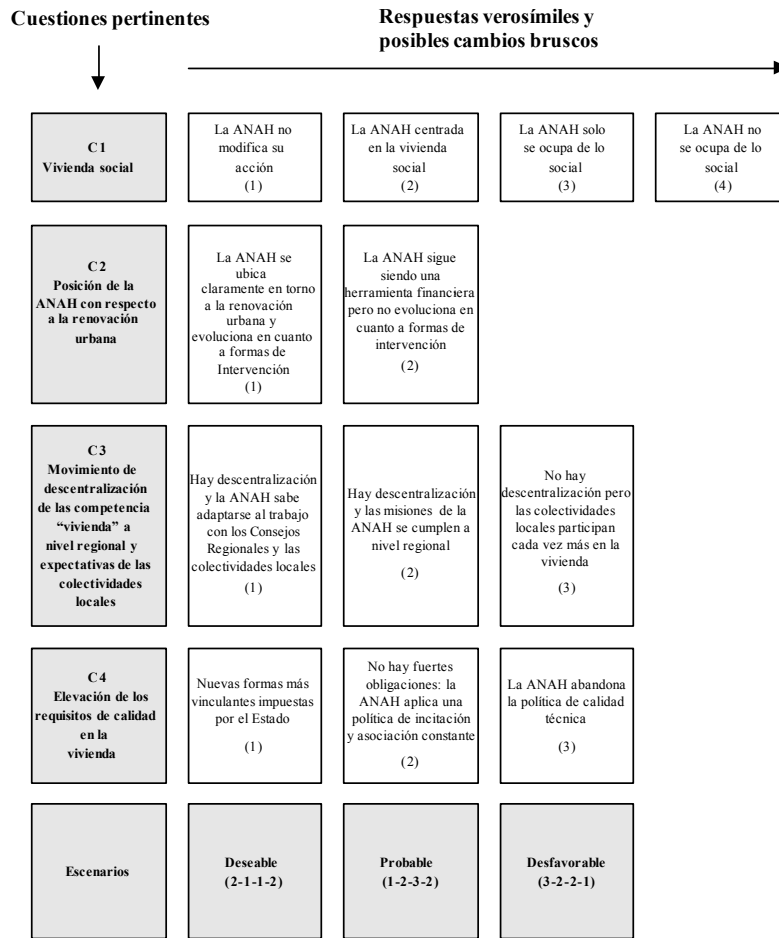 Cuestiones pertinentes
Respuestas verosímiles y
posibles cambios bruscos
C1
Vivienda social
La ANAH no
modifica su
acción
(1)
La ANAH centrada
en la vivienda
social
(2)
La ANAH solo
se ocupa de lo
social
(3)
La ANAH no
se ocupa de lo
social
(4)
C2
Posición de la
ANAH con respecto
a la renovación
urbana
La ANAH se
ubica
claramente en torno
a la renovación
urbana y
evoluciona en cuanto
a formas de
Intervención
(1)
La ANAH sigue
siendo una
herramienta financiera
pero no evoluciona en
cuanto a formas de
intervención
(2)
C3
Movimiento de
descentralización
de las competencia
“vivienda” a
nivel regional y
expectativas de las
colectividades
locales
Hay descentralización
y la ANAH sabe
adaptarse al trabajo
con los Consejos
Regionales y las
colectividades locales
(1)
Hay descentralización
y las misiones de la
ANAH se cumplen a
nivel regional
(2)
No hay
descentralización pero
las colectividades
locales participan
cada vez más en la
vivienda
(3)
C4
Elevación de los
requisitos de calidad
en la
vivienda
Nuevas formas más
vinculantes impuestas
por el Estado
(1)
No hay fuertes
obligaciones: la
ANAH aplica una
política de incitación
y asociación constante
(2)
La ANAH abandona
la política de calidad
técnica
(3)
Escenarios
Deseable
(2-1-1-2)
Probable
(1-2-3-2)
Desfavorable
(3-2-2-1)